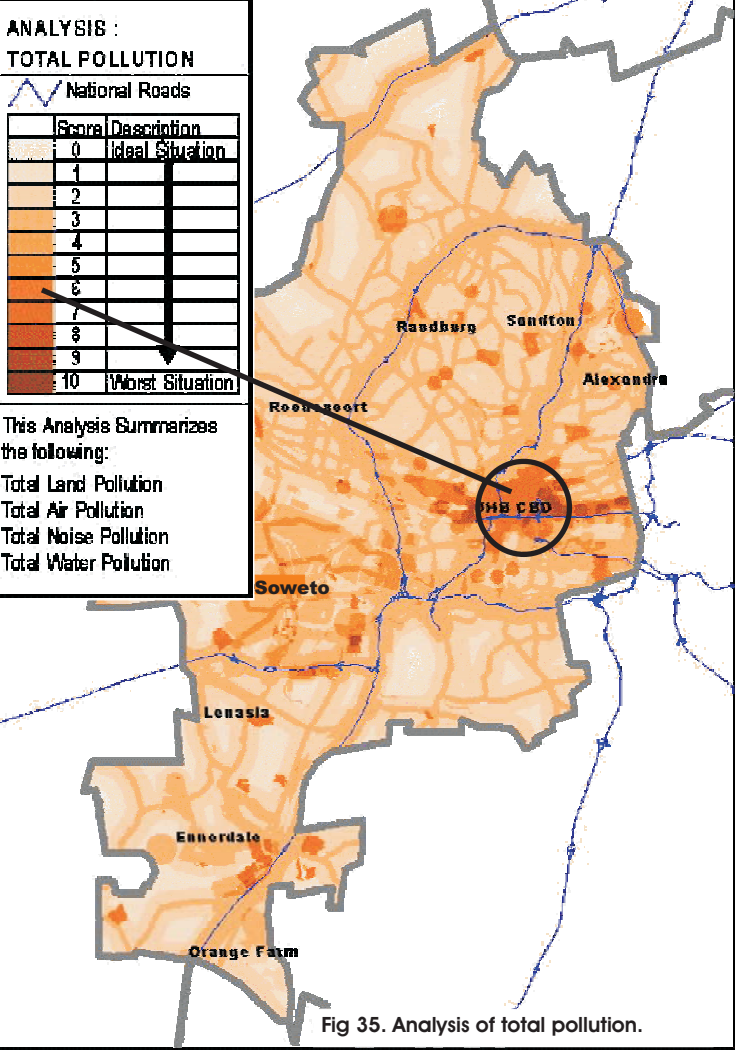 ANALYSIS :
TOTAL POLLUTION
National Roads
Score Description
0 Ideal Situation
1
2
3
4
5
6
7
8
9
10 Worst Situation
This Analysis Summarizes
the following:
Total Land Pollution
Total Air Pollution
Total Noise Pollution
Total Water Pollution
Randburg
Sandton
Alexandra
Roodepoort
JHB CBD
Soweto
Lenasia
Ennerdale
Orange Farm
Fig 35. Analysis of total pollution.